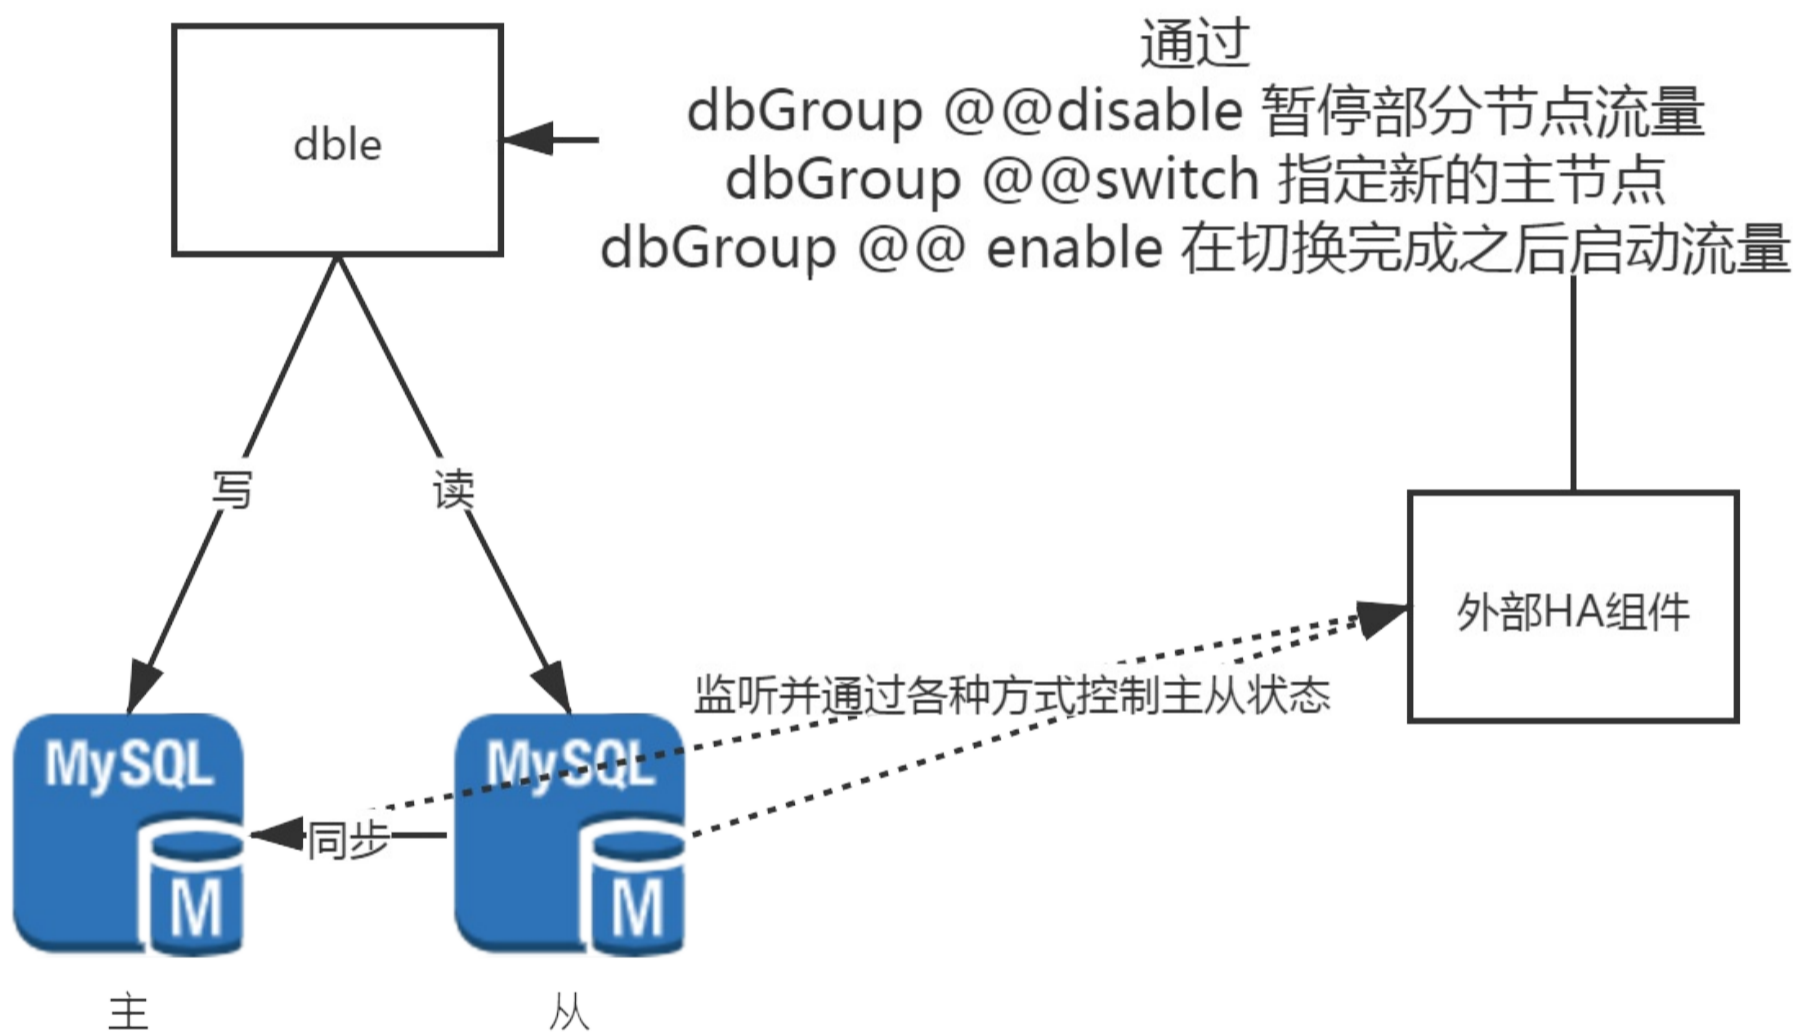 通过
dbGroup @@disable 暂停部分节点流量
dbGroup @@switch 指定新的主节点
dbGroup @@ enable 在切换完成之后启动流量
dble
写
读
外部HA组件
监听并通过各种方式控制主从状态
MySQL
MySQL
同步
M
M
主
从